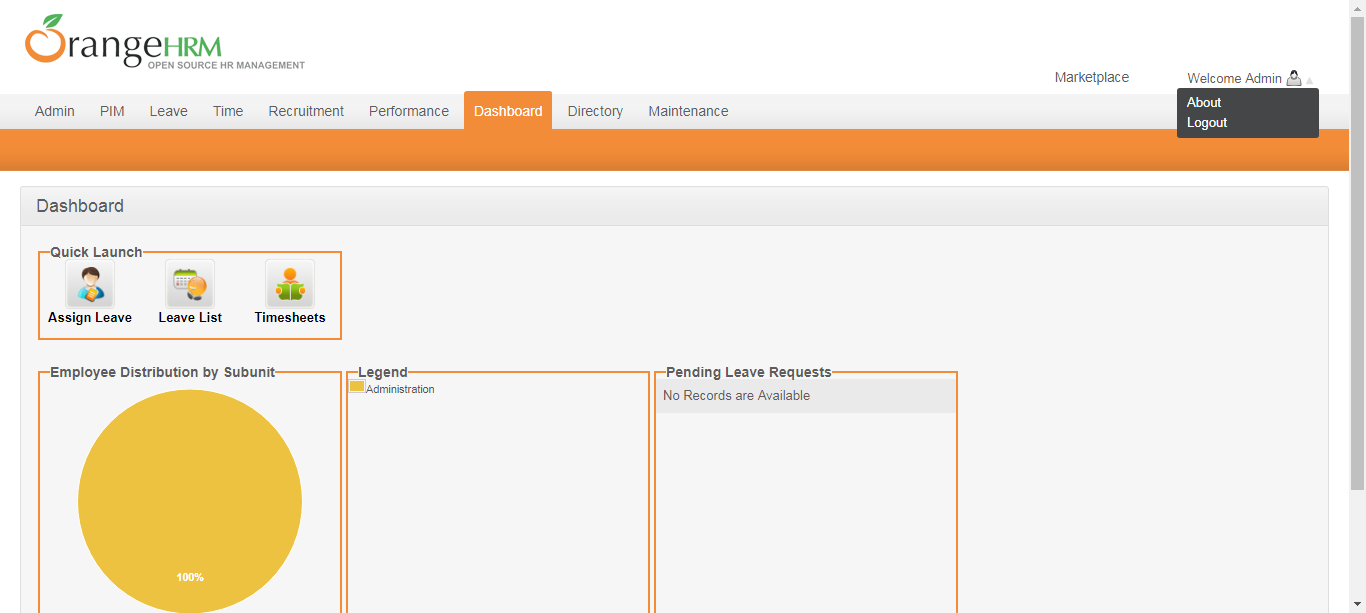 OrangeHRM
OPEN SOURCE HR MANAGEMENT
Marketplace
Welcome Admin
About
Logout
Admin PIM Leave Time Recruitment Performance Dashboard Directory Maintenance
Dashboard
Quick Launch
Assign Leave Leave List Timesheets
Employee Distribution by Subunit
100%
Legend
Administration
Pending Leave Requests
No Records are Available